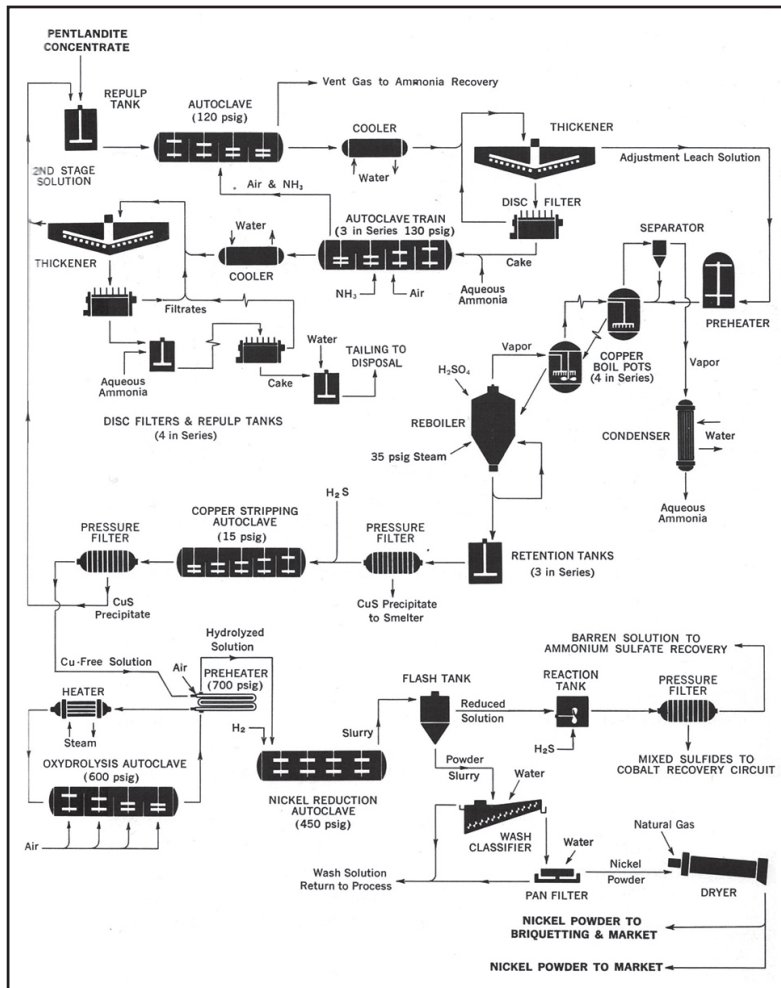 PENTLANDITE
CONCENTRATE
REPULP
TANK
AUTOCLAVE
(120 psig)
Vent Gas to Ammonia Recovery
COOLER
Water
THICKENER
Adjustment Leach Solution
2ND STAGE
SOLUTION
Air & NH₃
DISC FILTER
Water
AUTOCLAVE TRAIN
(3 in Series 130 psig)
SEPARATOR
THICKENER
COOLER
Cake
NH₃
Air
Aqueous
Ammonia
PREHEATER
Filtrates
Water
TAILING TO
DISPOSAL
Vapor
COPPER
BOIL POTS
(4 in Series)
Vapor
Aqueous
Ammonia
Cake
H₂SO₄
DISC FILTERS & REPULP TANKS
(4 in Series)
REBOILER
CONDENSER
Water
35 psig Steam
Aqueous
Ammonia
H₂S
COPPER STRIPPING
AUTOCLAVE
(15 psig)
PRESSURE
FILTER
PRESSURE
FILTER
RETENTION TANKS
(3 in Series)
CuS
Precipitate
CuS Precipitate
to Smelter
Hydrolyzed
Solution
BARREN SOLUTION TO
AMMONIUM SULFATE RECOVERY
Cu-Free Solution
Air
PREHEATER
(700 psig)
FLASH TANK
REACTION
TANK
PRESSURE
FILTER
HEATER
Reduced
Solution
Steam
H₂
Slurry
H₂S
OXYDROLYSIS AUTOCLAVE
(600 psig)
Powder
Slurry
MIXED SULFIDES TO
COBALT RECOVERY CIRCUIT
Water
NICKEL REDUCTION
AUTOCLAVE
(450 psig)
Air
WASH
CLASSIFIER
Natural Gas
Water
Wash Solution
Return to Process
Nickel
Powder
PAN FILTER
DRYER
NICKEL POWDER TO
BRIQUETTING & MARKET
NICKEL POWDER TO MARKET